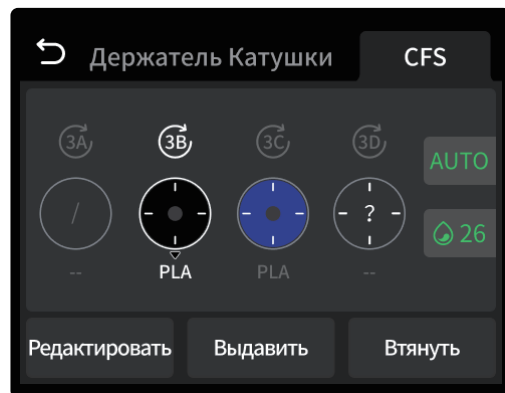 Держатель Катушки CFS
3A 3B 3C 3D
AUTO
/ ?
26
-- PLA PLA --
Редактировать Выдавить Втянуть